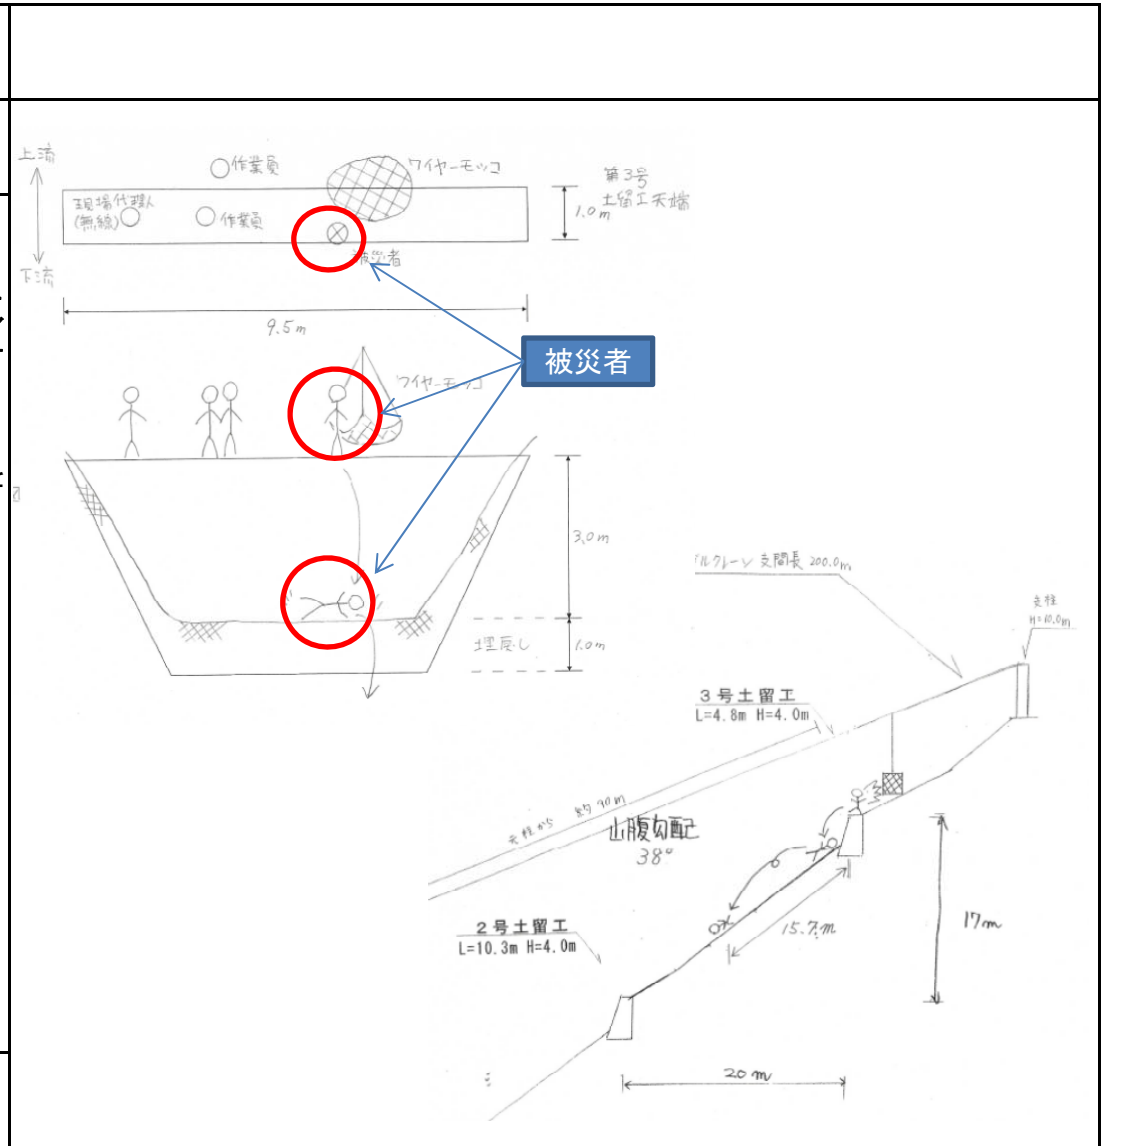 上流
作業員
ワイヤーモッコ
第3号
土留工天端
現場代理人
(無線)
作業員
1.0m
被災者
下流
9.5m
被災者
ワイヤーモッコ
3.0m
埋戻し
1.0m
ブルクレーン 支間長 200.0m
支柱
H=10.0m
3号土留工
L=4.8m H=4.0m
支柱から 約90m
山腹勾配
38°
2号土留工
L=10.3m H=4.0m
15.7m
17m
20m